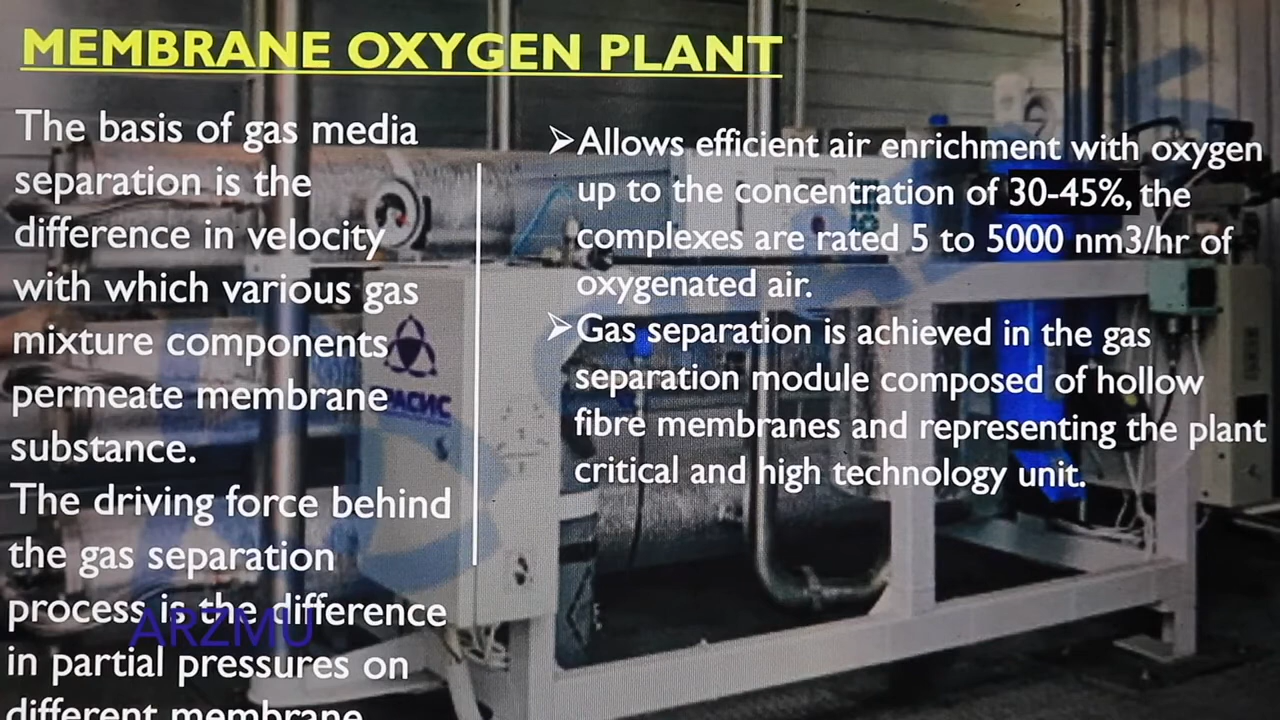 MEMBRANE OXYGEN PLANT
The basis of gas media
separation is the
difference in velocity
with which various gas
mixture components
permeate membrane
substance.
The driving force behind
the gas separation
process is the difference
in partial pressures on
different membrane
➢Allows efficient air enrichment with oxygen
up to the concentration of 30-45%, the
complexes are rated 5 to 5000 nm3/hr of
oxygenated air.
➢Gas separation is achieved in the gas
separation module composed of hollow
fibre membranes and representing the plant
critical and high technology unit.
ARZMU